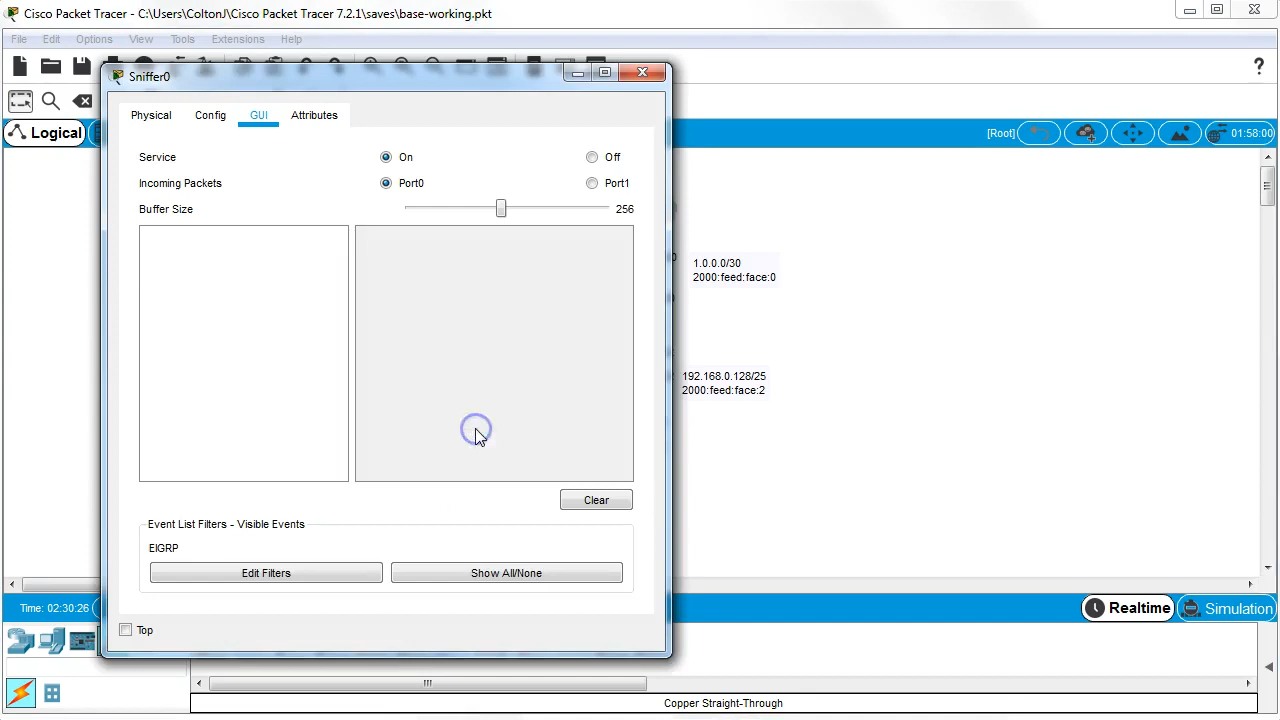 Cisco Packet Tracer - C:\Users\ColtonJ\Cisco Packet Tracer 7.2.1\saves\base-working.pkt
File Edit Options View Tools Extensions Help
?
Sniffer0
Physical Config GUI Attributes
Logical
[Root]
01:58:00
Service On Off
Incoming Packets Port0 Port1
Buffer Size 256
1.0.0.0/30
2000:feed:face:0
192.168.0.128/25
2000:feed:face:2
Clear
Event List Filters - Visible Events
EIGRP
Edit Filters Show All/None
Time: 02:30:26
Realtime Simulation
Top
Copper Straight-Through